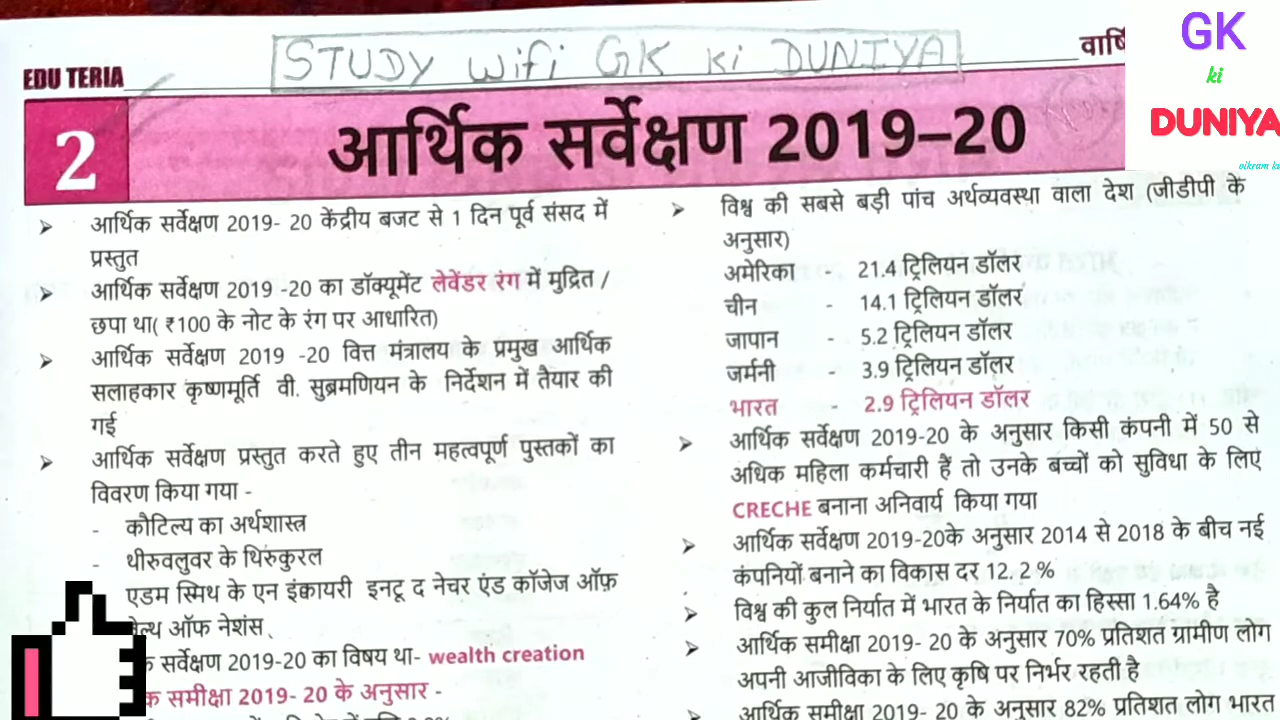 STUDY wifi GK ki DUNIYA
EDU TERIA
GK
ki
DUNIYA
2
आर्थिक सर्वेक्षण 2019–20
➢ आर्थिक सर्वेक्षण 2019- 20 केंद्रीय बजट से 1 दिन पूर्व संसद में
प्रस्तुत
➢ आर्थिक सर्वेक्षण 2019 -20 का डॉक्यूमेंट लेवेंडर रंग में मुद्रित /
छपा था( ₹100 के नोट के रंग पर आधारित)
➢ आर्थिक सर्वेक्षण 2019 -20 वित्त मंत्रालय के प्रमुख आर्थिक
सलाहकार कृष्णमूर्ति वी. सुब्रमणियन के निर्देशन में तैयार की
गई
➢ आर्थिक सर्वेक्षण प्रस्तुत करते हुए तीन महत्वपूर्ण पुस्तकों का
विवरण किया गया -
- कौटिल्य का अर्थशास्त्र
- थीरुवलुवर के थिरुकुरल
एडम स्मिथ के एन इंक्वायरी इनटू द नेचर एंड कॉजेज ऑफ़
ऑफ नेशंस
सर्वेक्षण 2019-20 का विषय था- wealth creation
समीक्षा 2019- 20 के अनुसार -
➢ विश्व की सबसे बड़ी पांच अर्थव्यवस्था वाला देश (जीडीपी के
अनुसार)
अमेरिका - 21.4 ट्रिलियन डॉलर
चीन - 14.1 ट्रिलियन डॉलर
जापान - 5.2 ट्रिलियन डॉलर
जर्मनी - 3.9 ट्रिलियन डॉलर
भारत - 2.9 ट्रिलियन डॉलर
➢ आर्थिक सर्वेक्षण 2019-20 के अनुसार किसी कंपनी में 50 से
अधिक महिला कर्मचारी हैं तो उनके बच्चों को सुविधा के लिए
CRECHE बनाना अनिवार्य किया गया
➢ आर्थिक सर्वेक्षण 2019-20के अनुसार 2014 से 2018 के बीच नई
कंपनियों बनाने का विकास दर 12. 2 %
➢ विश्व की कुल निर्यात में भारत के निर्यात का हिस्सा 1.64% है
➢ आर्थिक समीक्षा 2019- 20 के अनुसार 70% प्रतिशत ग्रामीण लोग
अपनी आजीविका के लिए कृषि पर निर्भर रहती है
➢ आर्थिक समीक्षा 2019- 20 के अनुसार 82% प्रतिशत लोग भारत